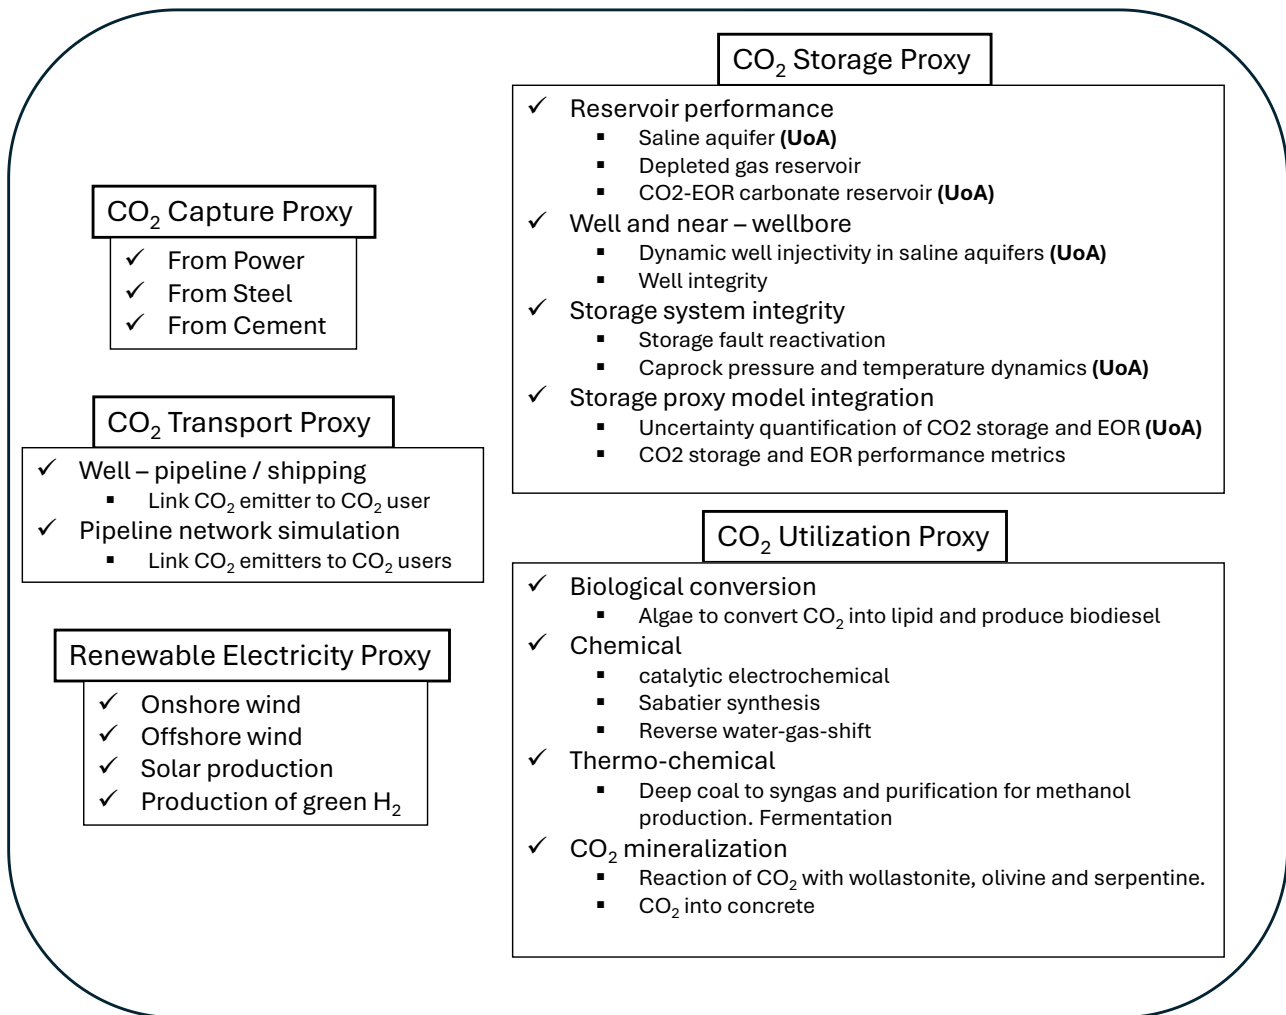 CO₂ Capture Proxy
✓ From Power
✓ From Steel
✓ From Cement
CO₂ Transport Proxy
✓ Well – pipeline / shipping
▪ Link CO₂ emitter to CO₂ user
✓ Pipeline network simulation
▪ Link CO₂ emitters to CO₂ users
Renewable Electricity Proxy
✓ Onshore wind
✓ Offshore wind
✓ Solar production
✓ Production of green H₂
CO₂ Storage Proxy
✓ Reservoir performance
▪ Saline aquifer (UoA)
▪ Depleted gas reservoir
▪ CO2-EOR carbonate reservoir (UoA)
✓ Well and near – wellbore
▪ Dynamic well injectivity in saline aquifers (UoA)
▪ Well integrity
✓ Storage system integrity
▪ Storage fault reactivation
▪ Caprock pressure and temperature dynamics (UoA)
✓ Storage proxy model integration
▪ Uncertainty quantification of CO2 storage and EOR (UoA)
▪ CO2 storage and EOR performance metrics
CO₂ Utilization Proxy
✓ Biological conversion
▪ Algae to convert CO₂ into lipid and produce biodiesel
✓ Chemical
▪ catalytic electrochemical
▪ Sabatier synthesis
▪ Reverse water-gas-shift
✓ Thermo-chemical
▪ Deep coal to syngas and purification for methanol
production. Fermentation
✓ CO₂ mineralization
▪ Reaction of CO₂ with wollastonite, olivine and serpentine.
▪ CO₂ into concrete